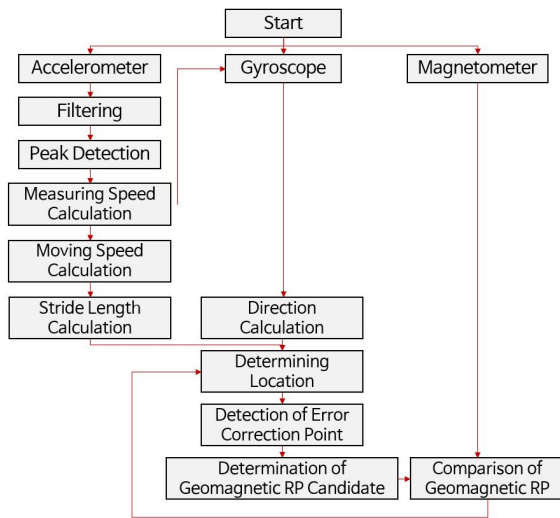 Start
Accelerometer
Gyroscope
Magnetometer
Filtering
Peak Detection
Measuring Speed
Calculation
Moving Speed
Calculation
Stride Length
Calculation
Direction
Calculation
Determining
Location
Detection of Error
Correction Point
Determination of
Geomagnetic RP Candidate
Comparison of
Geomagnetic RP